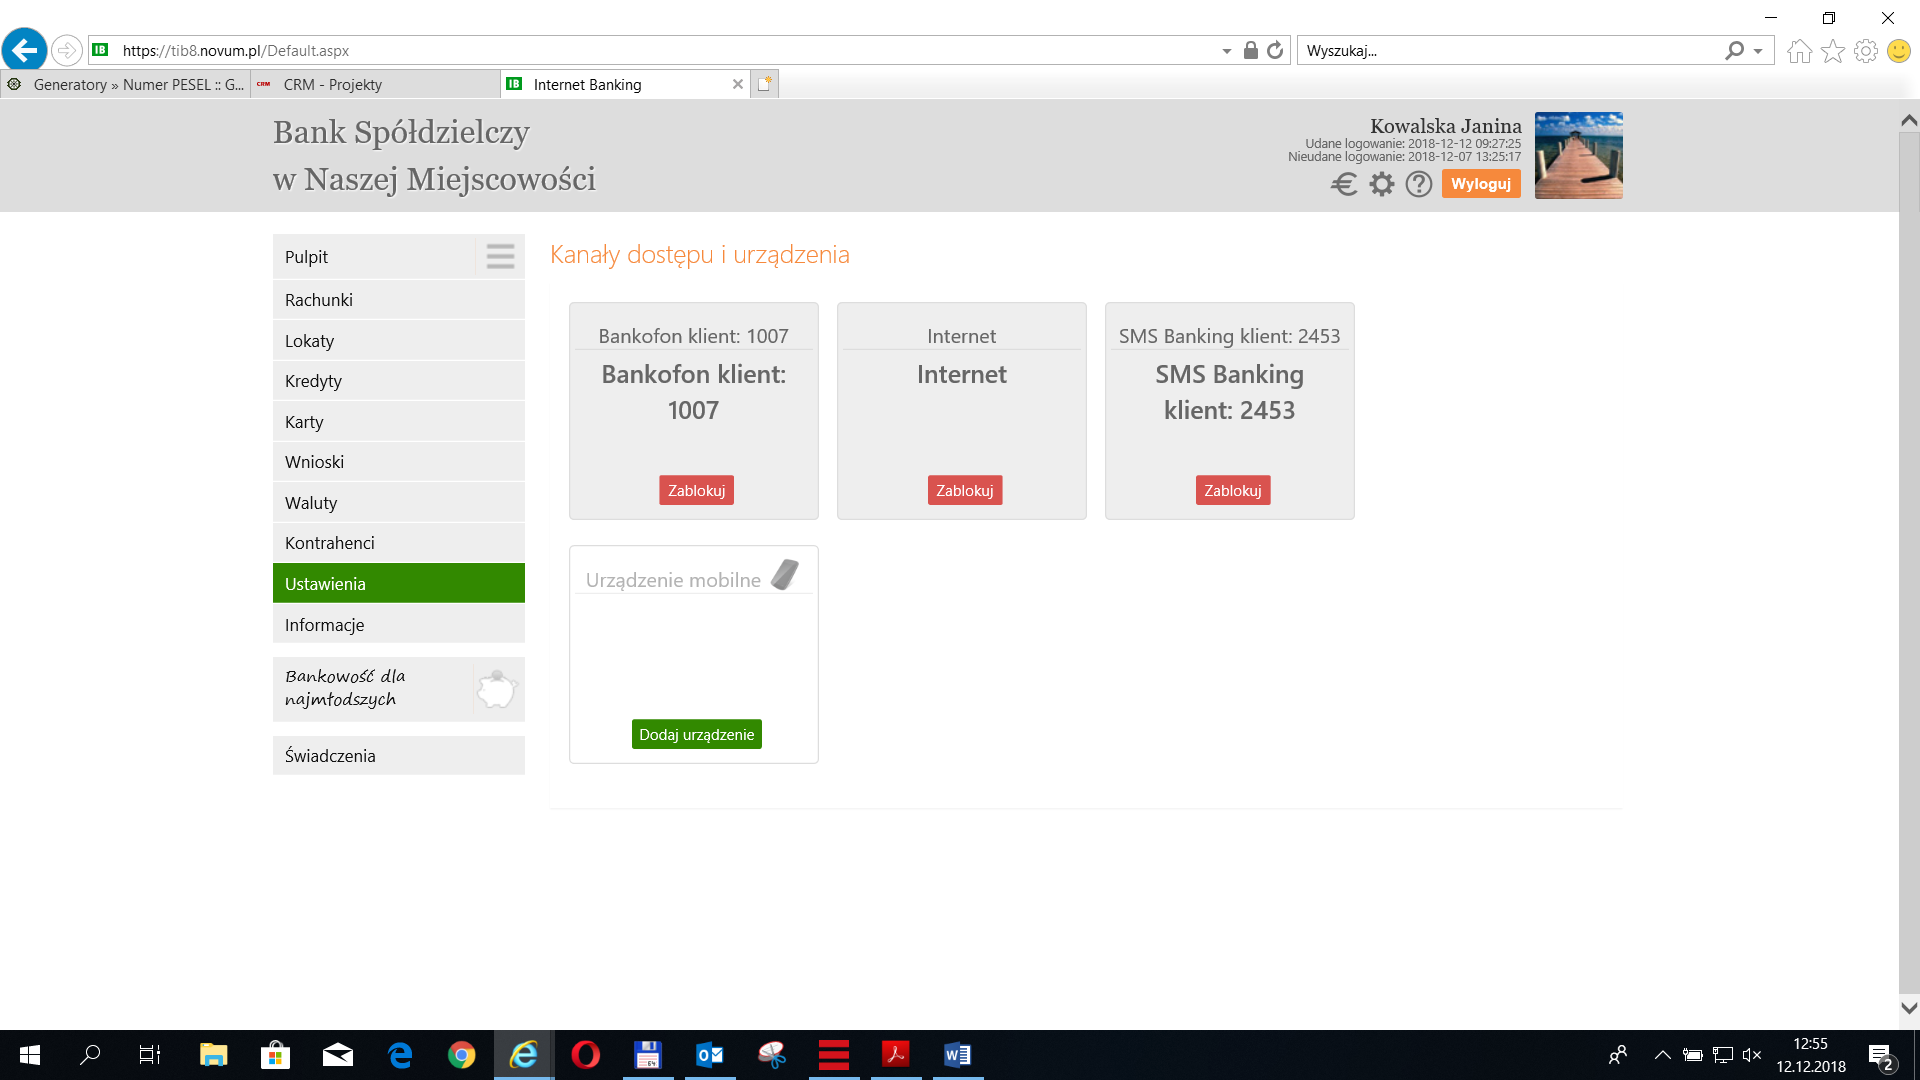 https://tib8.novum.pl/Default.aspx
Wyszukaj...
Generatory » Numer PESEL :: G...
CRM
CRM - Projekty
IB
Internet Banking
Bank Spółdzielczy
w Naszej Miejscowości
Kowalska Janina
Udane logowanie: 2018-12-12 09:27:25
Nieudane logowanie: 2018-12-07 13:25:17
Wyloguj
Pulpit
Rachunki
Lokaty
Kredyty
Karty
Wnioski
Waluty
Kontrahenci
Ustawienia
Informacje
Bankowość dla
najmłodszych
Świadczenia
Kanały dostępu i urządzenia
Bankofon klient: 1007
Bankofon klient:
1007
Zablokuj
Internet
Internet
Zablokuj
SMS Banking klient: 2453
SMS Banking
klient: 2453
Zablokuj
Urządzenie mobilne
Dodaj urządzenie
12:55
12.12.2018
2